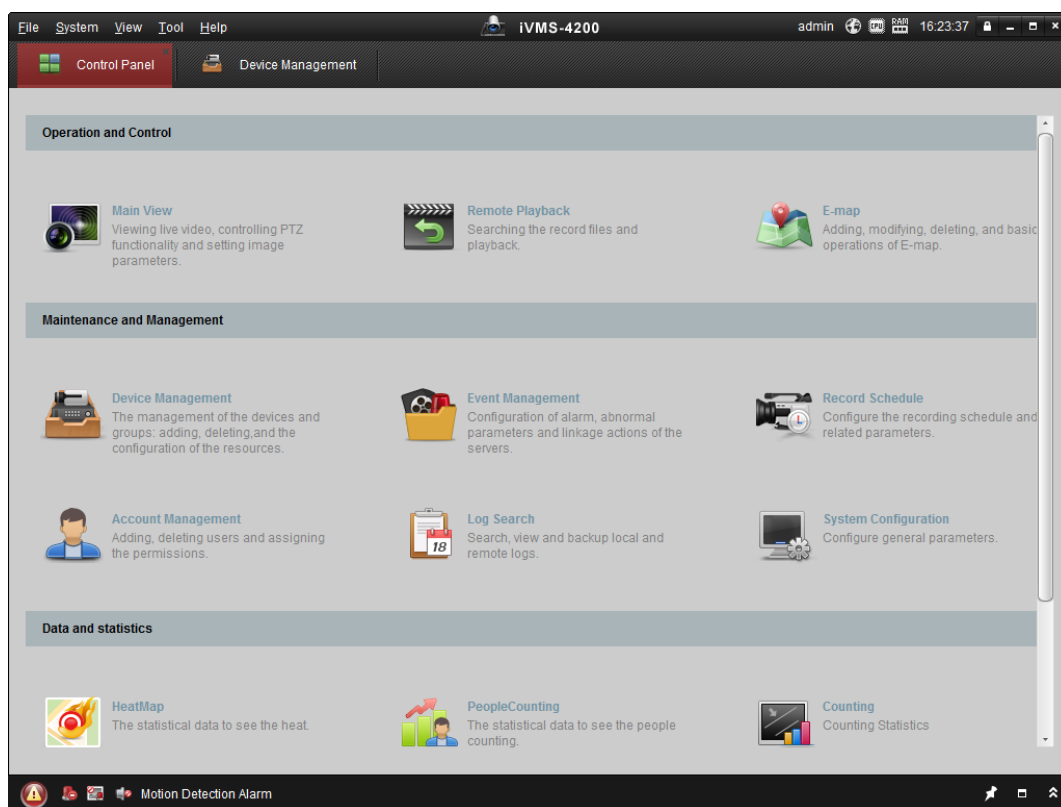 File System View Tool Help iVMS-4200 admin CPU RAM 16:23:37
Control Panel Device Management
Operation and Control
Main View
Viewing live video, controlling PTZ
functionality and setting image
parameters.
Remote Playback
Searching the record files and
playback.
E-map
Adding, modifying, deleting, and basic
operations of E-map.
Maintenance and Management
Device Management
The management of the devices and
groups: adding, deleting,and the
configuration of the resources.
Event Management
Configuration of alarm, abnormal
parameters and linkage actions of the
servers.
Record Schedule
Configure the recording schedule and
related parameters.
Account Management
Adding, deleting users and assigning
the permissions.
18
Log Search
Search, view and backup local and
remote logs.
System Configuration
Configure general parameters.
Data and statistics
HeatMap
The statistical data to see the heat.
PeopleCounting
The statistical data to see the people
counting.
Counting
Counting Statistics
Motion Detection Alarm